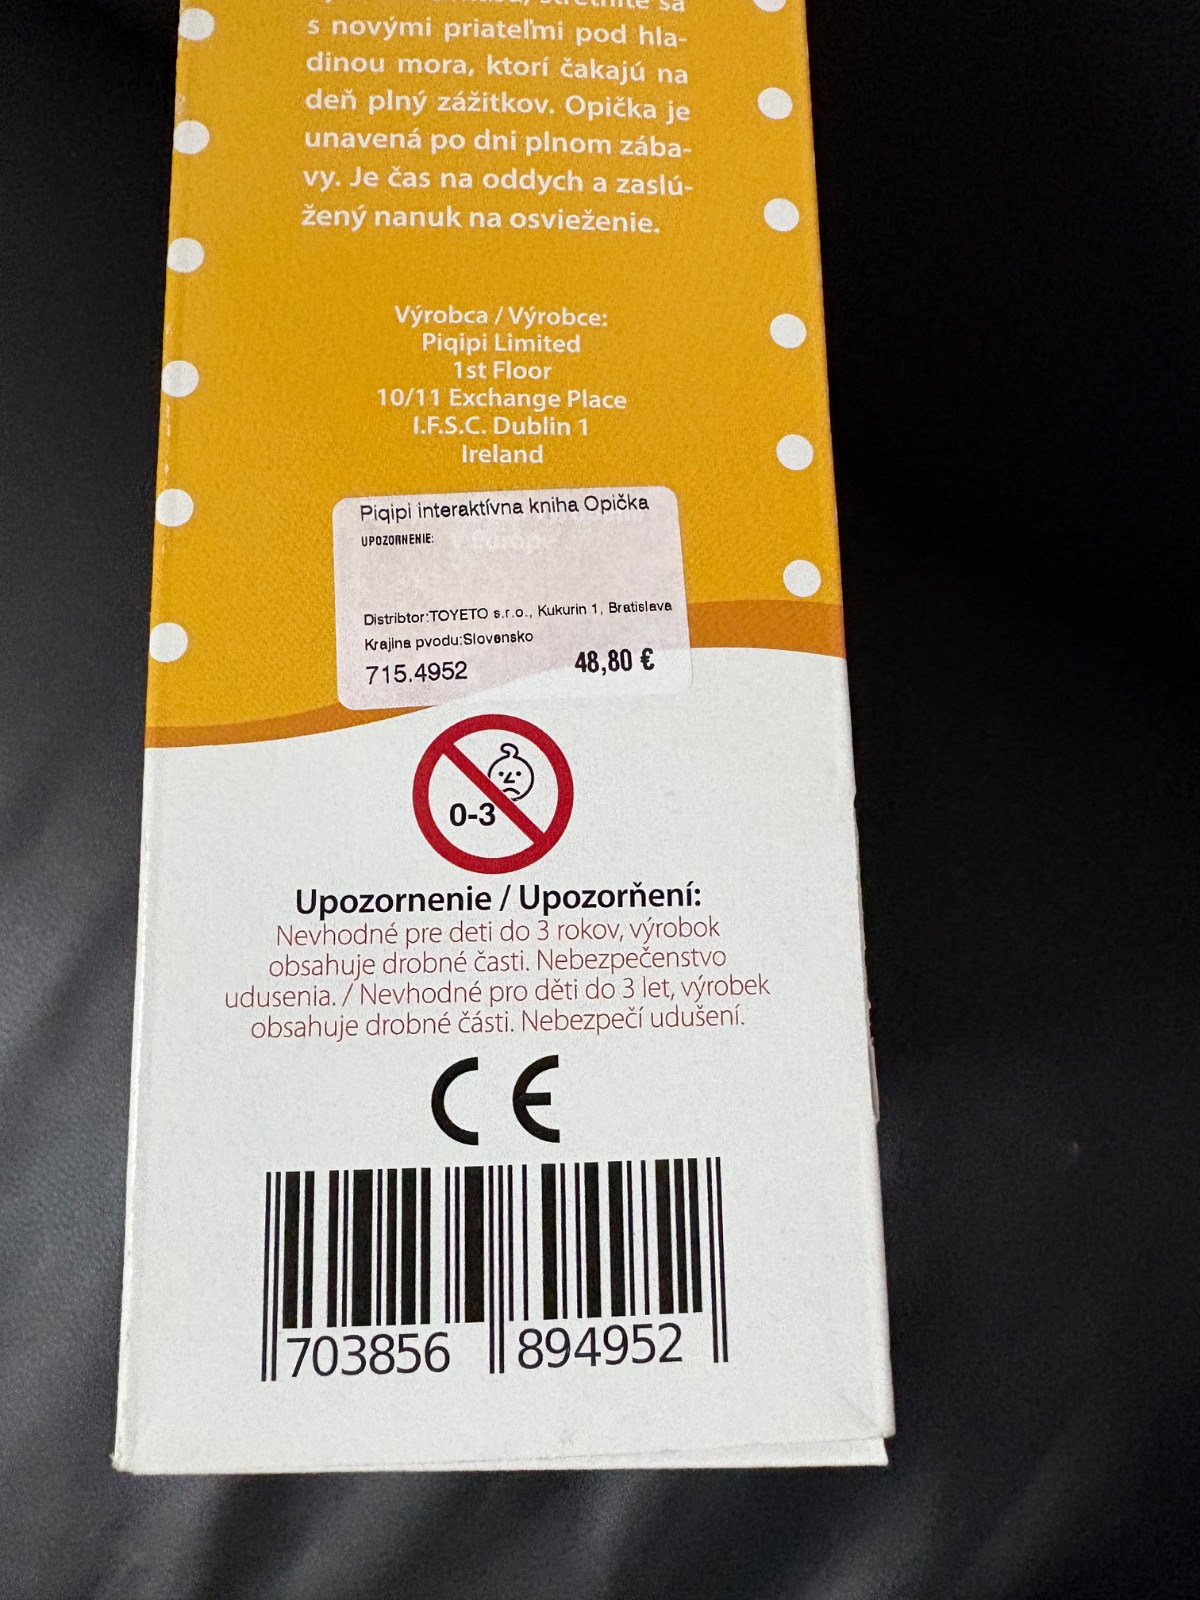 stretnite sa
s novými priateľmi pod hla-
dinou mora, ktorí čakajú na
deň plný zážitkov. Opička je
unavená po dni plnom zába-
vy. Je čas na oddych a zaslú-
žený nanuk na osvieženie.
Výrobca / Výrobce:
Piqipi Limited
1st Floor
10/11 Exchange Place
I.F.S.C. Dublin 1
Ireland
Piqipi interaktívna kniha Opička
UPOZORNENIE:
Distribtor:TOYETO s.r.o., Kukurin 1, Bratislava
Krajina pvodu:Slovensko
715.4952 48,80 €
0-3
Upozornenie / Upozorňení:
Nevhodné pre deti do 3 rokov, výrobok
obsahuje drobné časti. Nebezpečenstvo
udusenia. / Nevhodné pro děti do 3 let, výrobek
obsahuje drobné části. Nebezpečí udušení.
CE
703856 894952